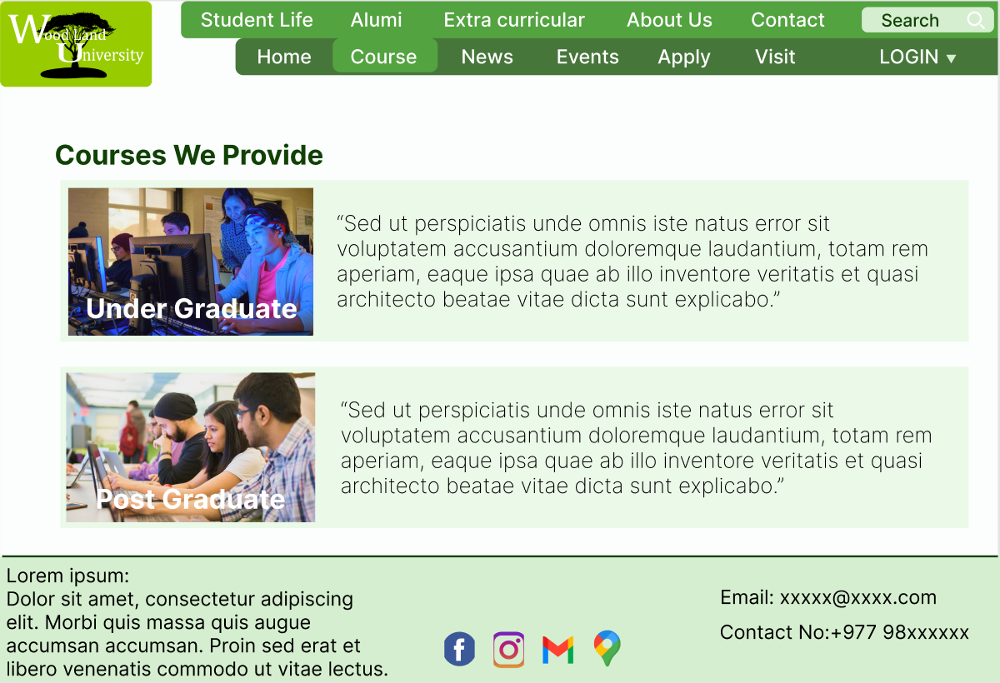 Wood Land
University
Student Life Alumi Extra curricular About Us Contact Search
Home Course News Events Apply Visit LOGIN ▼
Courses We Provide
Under Graduate
“Sed ut perspiciatis unde omnis iste natus error sit
voluptatem accusantium doloremque laudantium, totam rem
aperiam, eaque ipsa quae ab illo inventore veritatis et quasi
architecto beatae vitae dicta sunt explicabo.”
Post Graduate
“Sed ut perspiciatis unde omnis iste natus error sit
voluptatem accusantium doloremque laudantium, totam rem
aperiam, eaque ipsa quae ab illo inventore veritatis et quasi
architecto beatae vitae dicta sunt explicabo.”
Lorem ipsum:
Dolor sit amet, consectetur adipiscing
elit. Morbi quis massa quis augue
accumsan accumsan. Proin sed erat et
libero venenatis commodo ut vitae lectus.
Email: xxxxx@xxxx.com
Contact No:+977 98xxxxxx